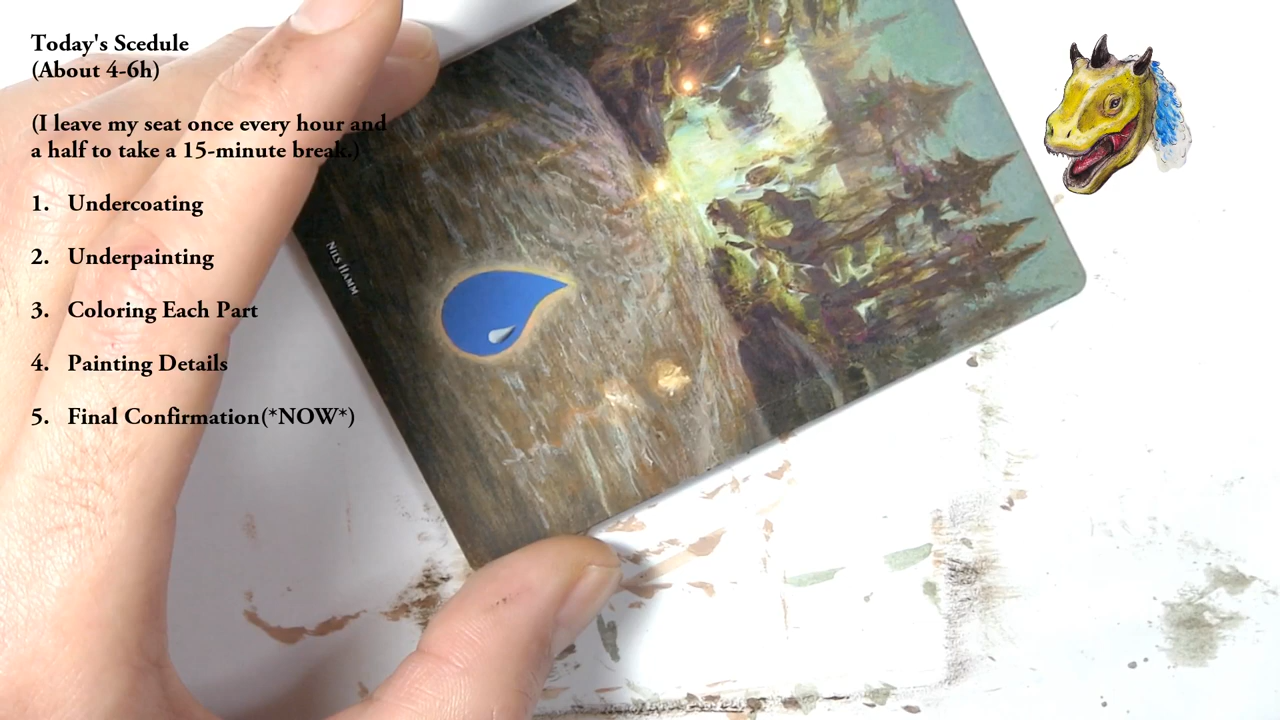 Today's Scedule
(About 4-6h)
(I leave my seat once every hour and
a half to take a 15-minute break.)
1. Undercoating
2. Underpainting
3. Coloring Each Part
4. Painting Details
5. Final Confirmation(*NOW*)
NILS HAMM